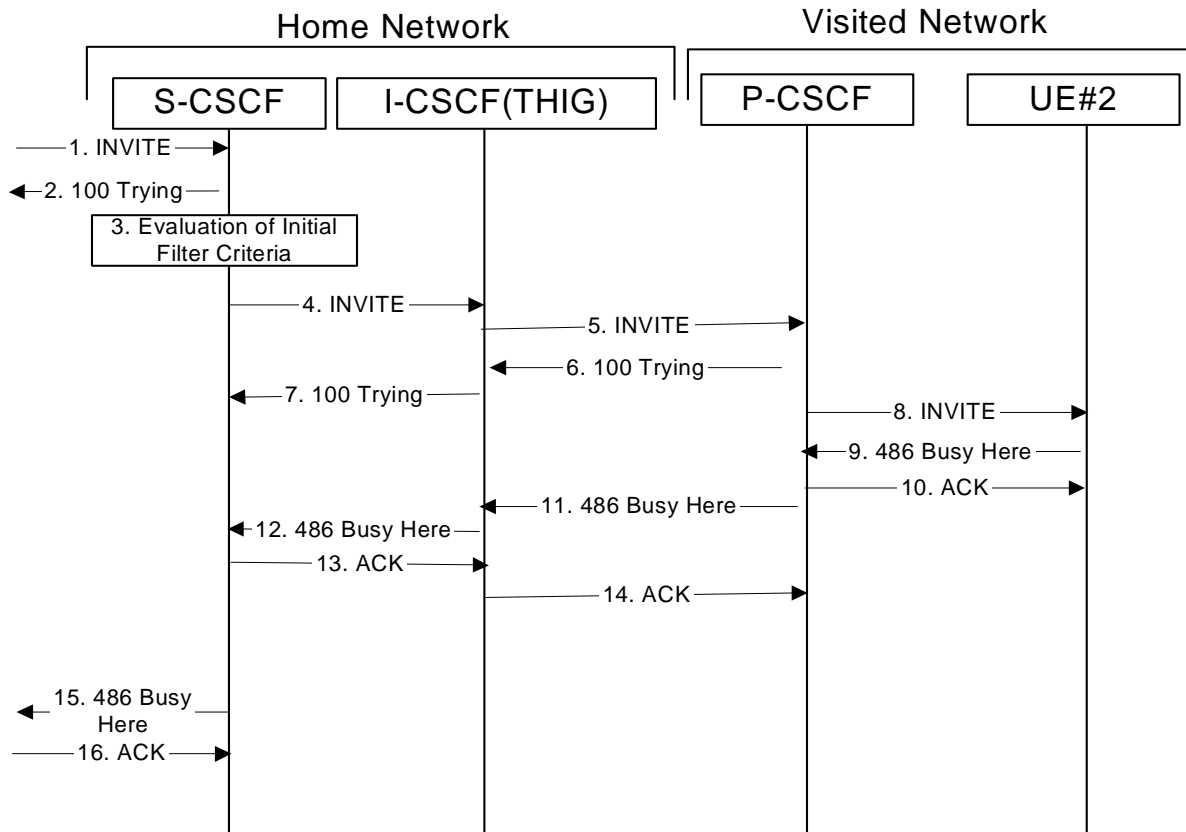 Home Network
Visited Network
S-CSCF
I-CSCF(THIG)
P-CSCF
UE#2
1. INVITE
2. 100 Trying
3. Evaluation of Initial
Filter Criteria
4. INVITE
5. INVITE
6. 100 Trying
7. 100 Trying
8. INVITE
9. 486 Busy Here
10. ACK
11. 486 Busy Here
12. 486 Busy Here
13. ACK
14. ACK
15. 486 Busy
Here
16. ACK